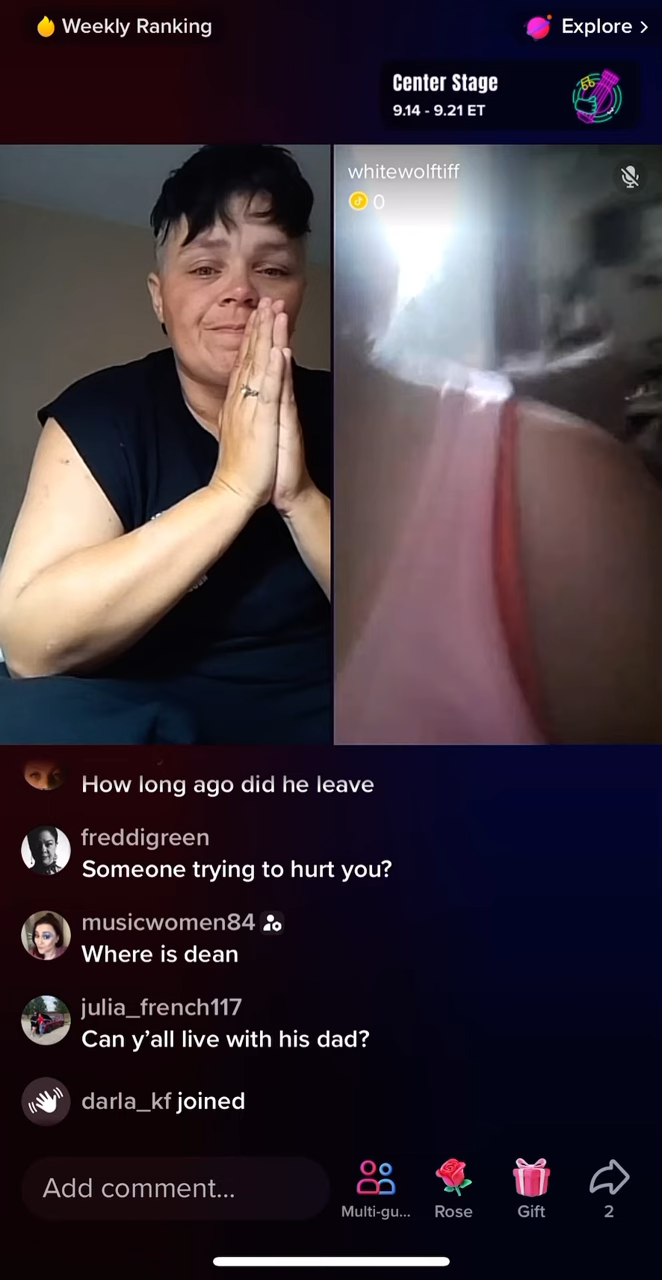 Weekly Ranking
Explore >
Center Stage
9.14 - 9.21 ET
whitewolftiff
0
How long ago did he leave
freddigreen
Someone trying to hurt you?
musicwomen84
Where is dean
julia_french117
Can y’all live with his dad?
darla_kf joined
Add comment...
Multi-gu...
Rose
Gift
2